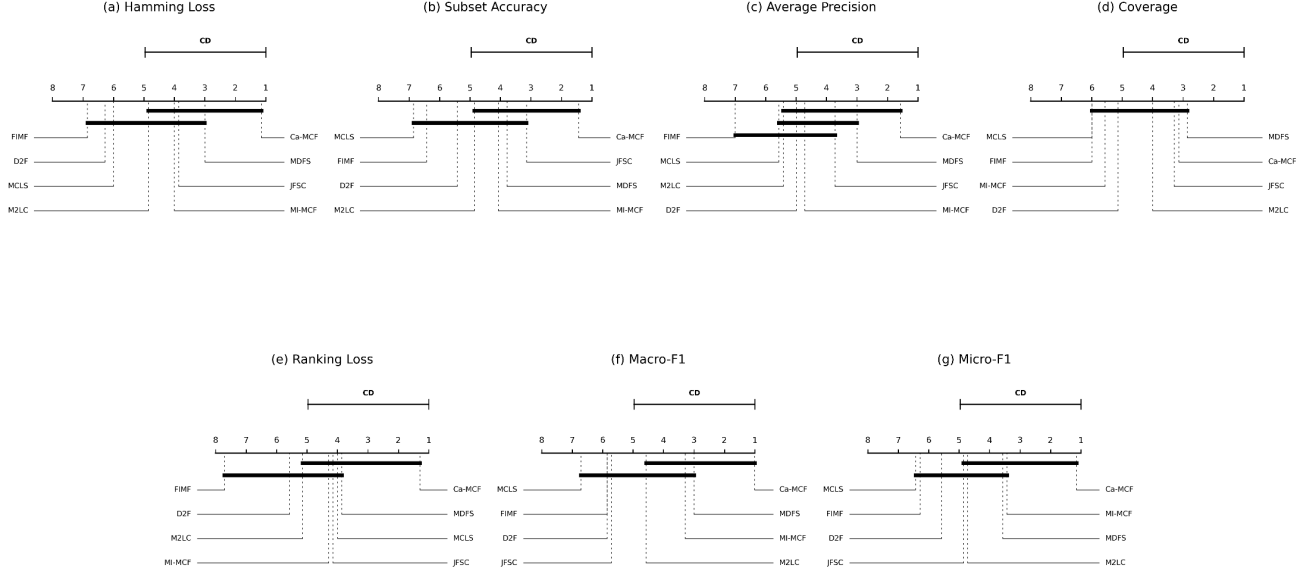 (a) Hamming Loss
CD
8 7 6 5 4 3 2 1
FIMF Ca-MCF
D2F MDFS
MCLS JFSC
M2LC MI-MCF
(b) Subset Accuracy
CD
8 7 6 5 4 3 2 1
MCLS Ca-MCF
FIMF JFSC
D2F MDFS
M2LC MI-MCF
(c) Average Precision
CD
8 7 6 5 4 3 2 1
FIMF Ca-MCF
MCLS MDFS
M2LC JFSC
D2F MI-MCF
(d) Coverage
CD
8 7 6 5 4 3 2 1
MCLS MDFS
FIMF Ca-MCF
MI-MCF JFSC
D2F M2LC
(e) Ranking Loss
CD
8 7 6 5 4 3 2 1
FIMF Ca-MCF
D2F MDFS
M2LC MCLS
MI-MCF JFSC
(f) Macro-F1
CD
8 7 6 5 4 3 2 1
MCLS Ca-MCF
FIMF MDFS
D2F MI-MCF
JFSC M2LC
(g) Micro-F1
CD
8 7 6 5 4 3 2 1
MCLS Ca-MCF
FIMF MI-MCF
D2F MDFS
JFSC M2LC